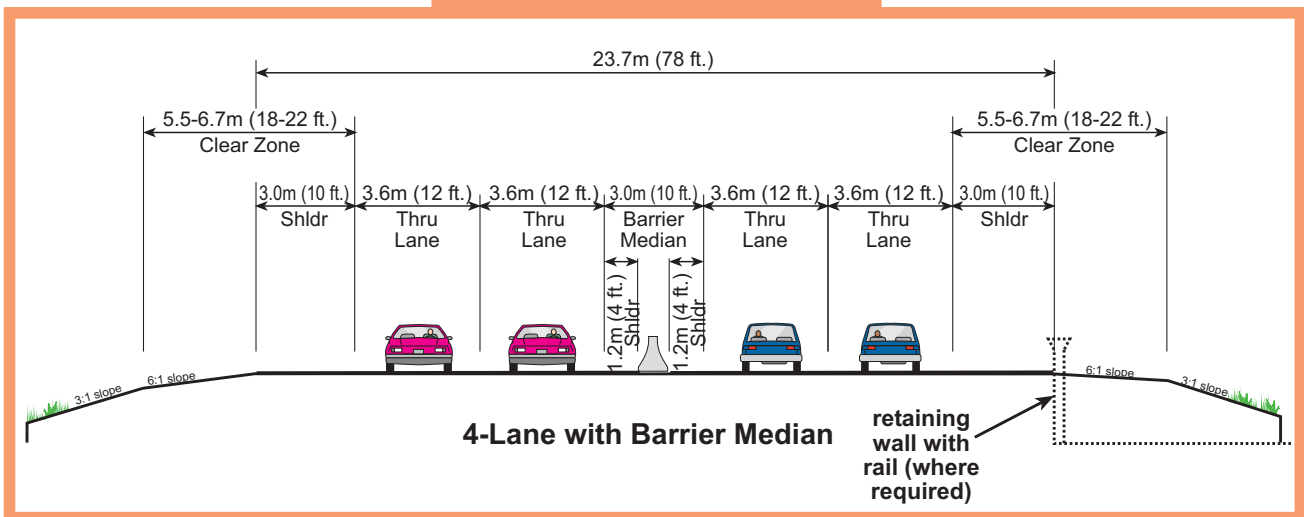 23.7m (78 ft.)
5.5-6.7m (18-22 ft.)
Clear Zone
5.5-6.7m (18-22 ft.)
Clear Zone
3.0m (10 ft.)
Shldr
3.6m (12 ft.)
Thru
Lane
3.6m (12 ft.)
Thru
Lane
3.0m (10 ft.)
Barrier
Median
3.6m (12 ft.)
Thru
Lane
3.6m (12 ft.)
Thru
Lane
3.0m (10 ft.)
Shldr
1.2m (4 ft.)
Shldr
1.2m (4 ft.)
Shldr
3:1 slope
6:1 slope
6:1 slope
3:1 slope
4-Lane with Barrier Median
retaining
wall with
rail (where
required)